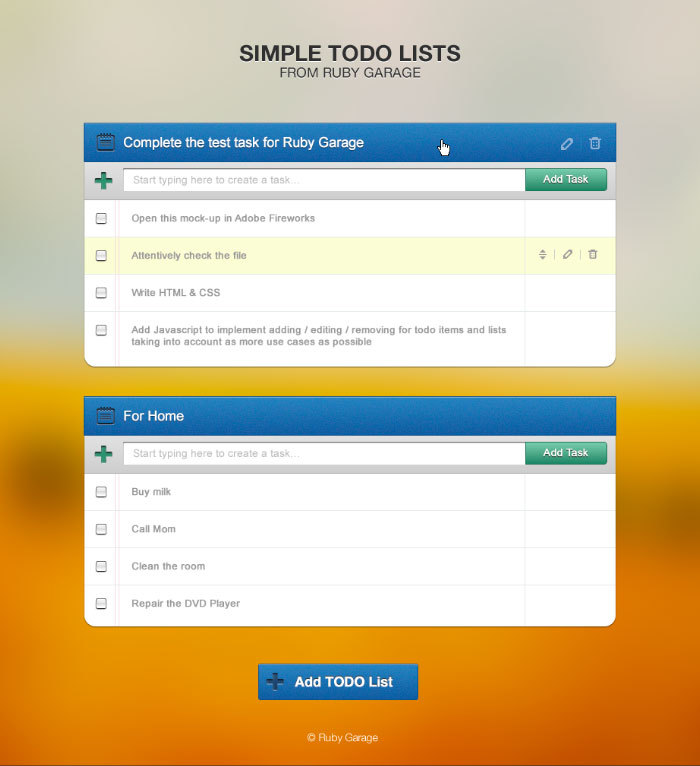 SIMPLE TODO LISTS
FROM RUBY GARAGE
Complete the test task for Ruby Garage
Start typing here to create a task...
Add Task
Open this mock-up in Adobe Fireworks
Attentively check the file
Write HTML & CSS
Add Javascript to implement adding / editing / removing for todo items and lists
taking into account as more use cases as possible
For Home
Start typing here to create a task...
Add Task
Buy milk
Call Mom
Clean the room
Repair the DVD Player
Add TODO List
© Ruby Garage